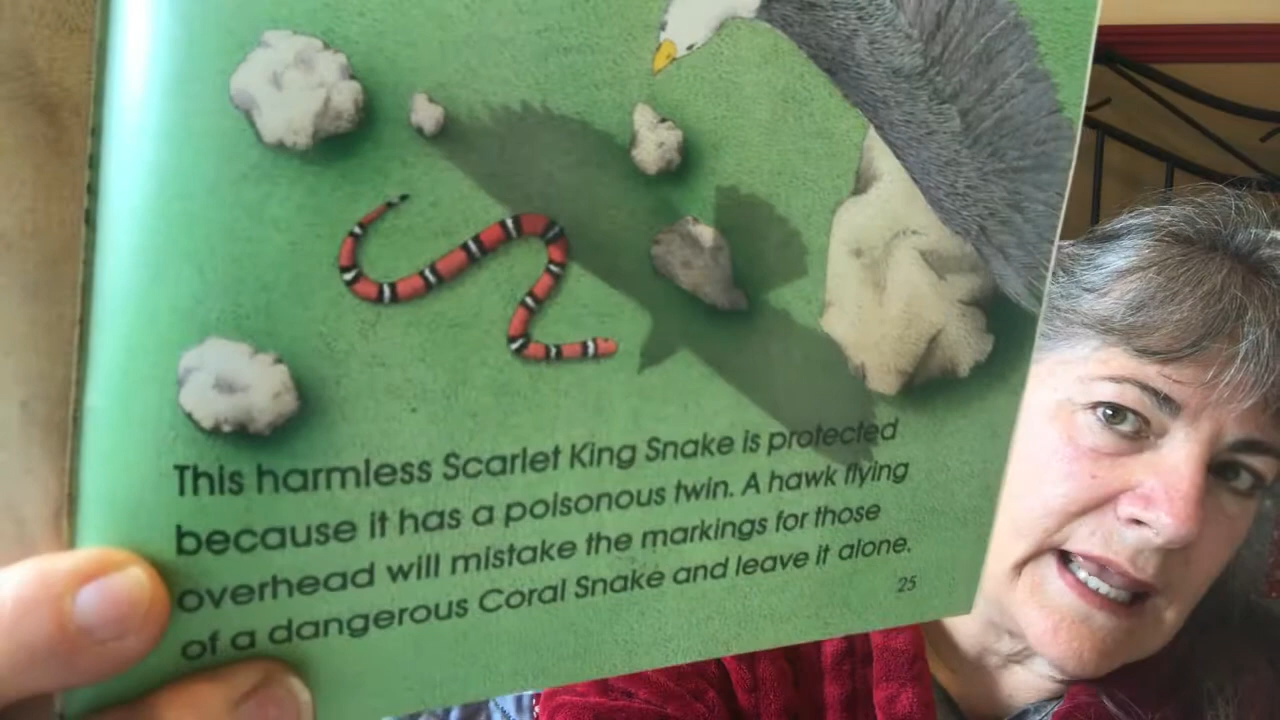 This harmless Scarlet King Snake is protected
because it has a poisonous twin. A hawk flying
overhead will mistake the markings for those
of a dangerous Coral Snake and leave it alone.
25